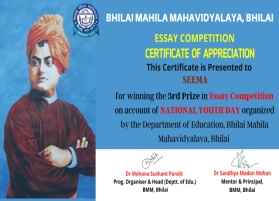 BHILAI MAHILA MAHAVIDYALAYA, BHILAI
ESSAY COMPETITION
CERTIFICATE OF APPRECIATION
This Certificate is Presented to
SEEMA
for winning the 3rd Prize in Essay Competition
on account of NATIONAL YOUTH DAY organized
by the Department of Education, Bhilai Mahila
Mahavidyalaya, Bhilai
Dr Mohana Sushant Pandit
Prog. Organiser & Head (Deptt. of Edu.)
BMM, Bhilai
Dr Sandhya Madan Mohan
Mentor & Principal,
BMM, Bhilai